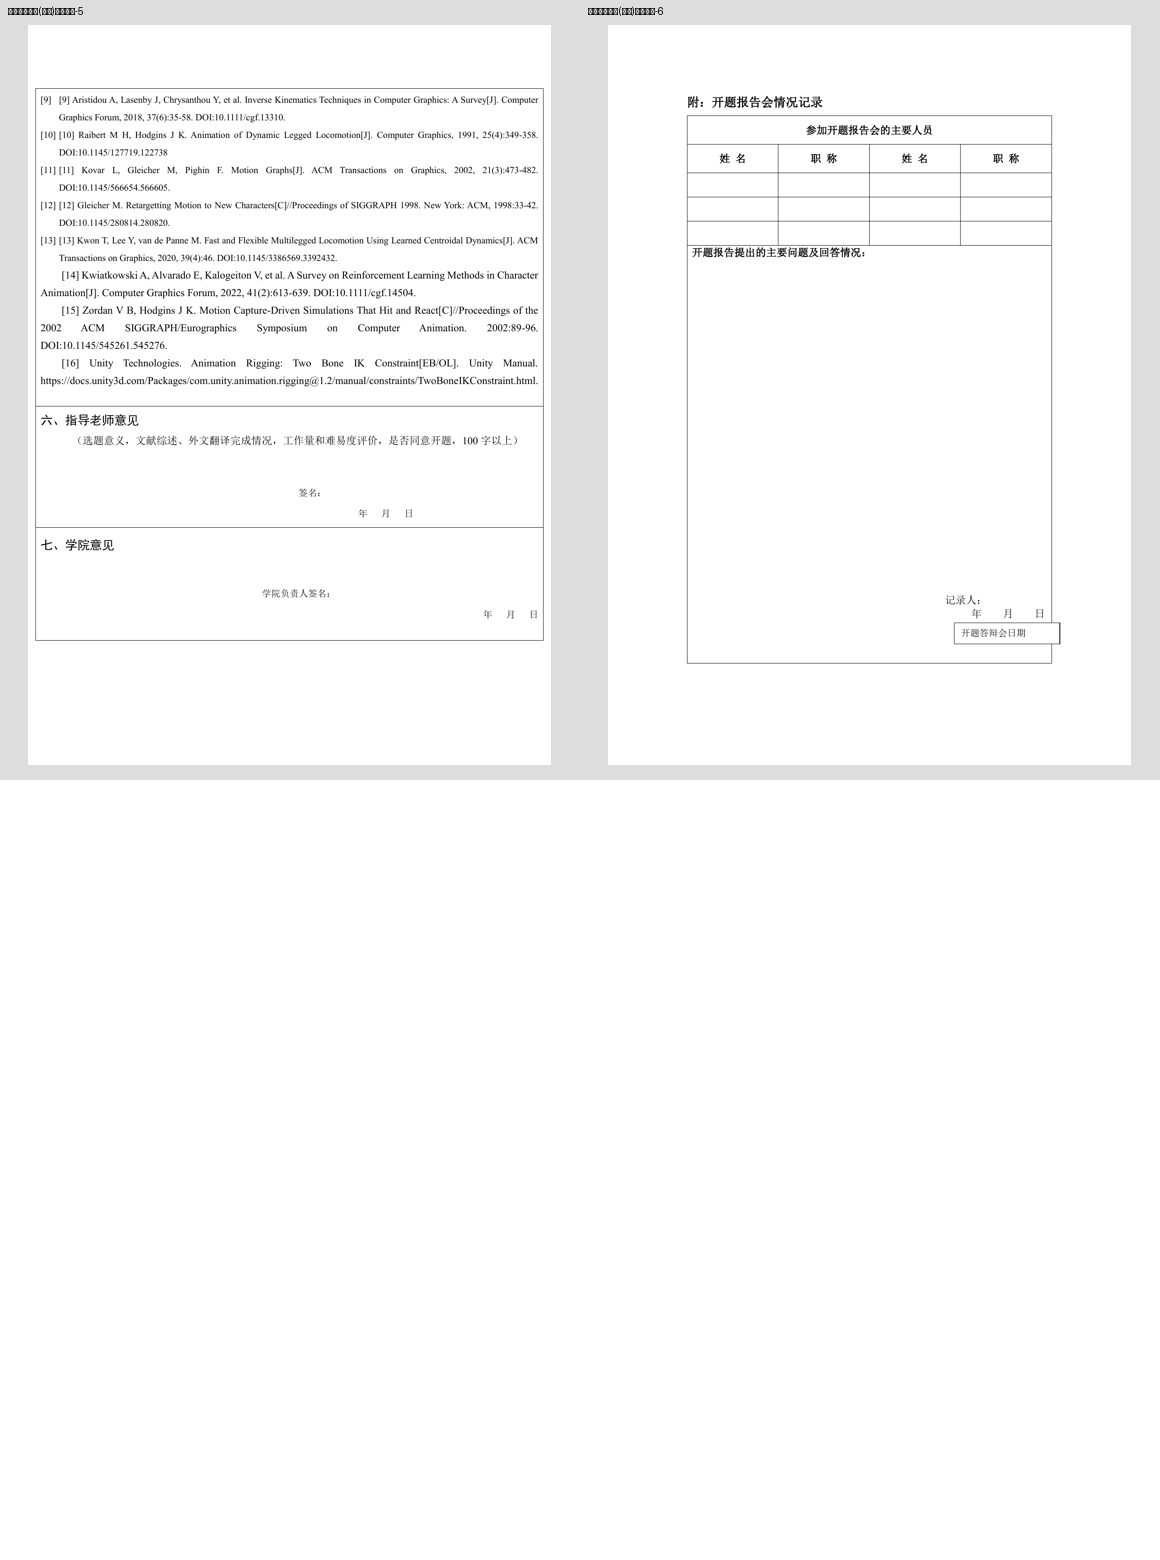 [9] [9] Aristidou A, Lasenby J, Chrysanthou Y, et al. Inverse Kinematics Techniques in Computer Graphics: A Survey[J]. Computer
Graphics Forum, 2018, 37(6):35-58. DOI:10.1111/cgf.13310.
[10] [10] Raibert M H, Hodgins J K. Animation of Dynamic Legged Locomotion[J]. Computer Graphics, 1991, 25(4):349-358.
DOI:10.1145/127719.122738
[11] [11] Kovar L, Gleicher M, Pighin F. Motion Graphs[J]. ACM Transactions on Graphics, 2002, 21(3):473-482.
DOI:10.1145/566654.566605.
[12] [12] Gleicher M. Retargetting Motion to New Characters[C]//Proceedings of SIGGRAPH 1998. New York: ACM, 1998:33-42.
DOI:10.1145/280814.280820.
[13] [13] Kwon T, Lee Y, van de Panne M. Fast and Flexible Multilegged Locomotion Using Learned Centroidal Dynamics[J]. ACM
Transactions on Graphics, 2020, 39(4):46. DOI:10.1145/3386569.3392432.
[14] Kwiatkowski A, Alvarado E, Kalogeiton V, et al. A Survey on Reinforcement Learning Methods in Character
Animation[J]. Computer Graphics Forum, 2022, 41(2):613-639. DOI:10.1111/cgf.14504.
[15] Zordan V B, Hodgins J K. Motion Capture-Driven Simulations That Hit and React[C]//Proceedings of the
2002 ACM SIGGRAPH/Eurographics Symposium on Computer Animation. 2002:89-96.
DOI:10.1145/545261.545276.
[16] Unity Technologies. Animation Rigging: Two Bone IK Constraint[EB/OL]. Unity Manual.
https://docs.unity3d.com/Packages/com.unity.animation.rigging@1.2/manual/constraints/TwoBoneIKConstraint.html.
六、指导老师意见
（选题意义，文献综述、外文翻译完成情况，工作量和难易度评价，是否同意开题，100 字以上）
签名：
年 月 日
七、学院意见
学院负责人签名：
年 月 日
附：开题报告会情况记录
参加开题报告会的主要人员
姓 名 职 称 姓 名 职 称
开题报告提出的主要问题及回答情况：
记录人：
年 月 日
开题答辩会日期